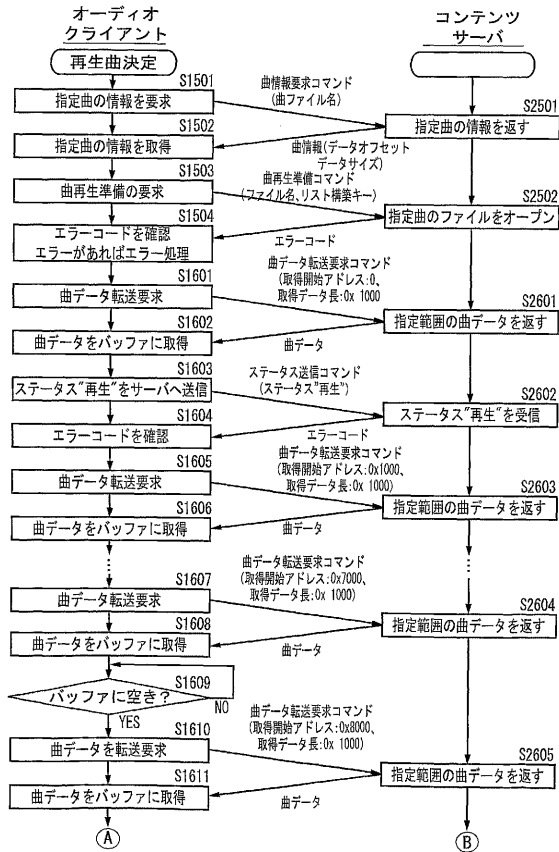 オーディオ
クライアント
コンテンツ
サーバ
再生曲決定
S1501
指定曲の情報を要求
曲情報要求コマンド
(曲ファイル名)
S2501
指定曲の情報を返す
S1502
指定曲の情報を取得
曲情報(データオフセット
データサイズ)
S1503
曲再生準備の要求
曲再生準備コマンド
(ファイル名、リスト構築キー)
S2502
指定曲のファイルをオープン
S1504
エラーコードを確認
エラーがあればエラー処理
エラーコード
S1601
曲データ転送要求
曲データ転送要求コマンド
(取得開始アドレス:0、
取得データ長:0x 1000
S2601
指定範囲の曲データを返す
S1602
曲データをバッファに取得
曲データ
S1603
ステータス"再生"をサーバへ送信
ステータス送信コマンド
(ステータス"再生")
S2602
ステータス"再生"を受信
S1604
エラーコードを確認
エラーコード
S1605
曲データ転送要求
曲データ転送要求コマンド
(取得開始アドレス:0x1000、
取得データ長:0x 1000)
S2603
指定範囲の曲データを返す
S1606
曲データをバッファに取得
曲データ
S1607
曲データ転送要求
曲データ転送要求コマンド
(取得開始アドレス:0x7000、
取得データ長:0x 1000)
S2604
指定範囲の曲データを返す
S1608
曲データをバッファに取得
曲データ
S1609
バッファに空き?
NO
YES
S1610
曲データを転送要求
曲データ転送要求コマンド
(取得開始アドレス:0x8000、
取得データ長:0x 1000)
S2605
指定範囲の曲データを返す
S1611
曲データをバッファに取得
曲データ
A
B